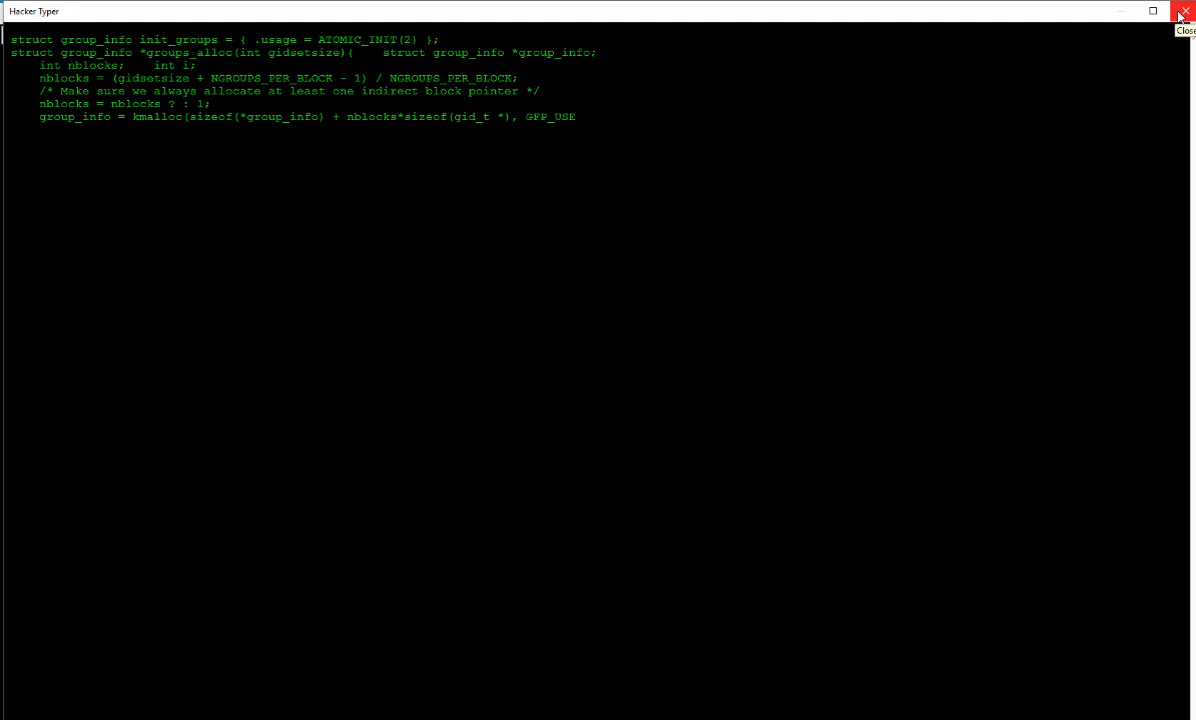 Hacker Typer
Close
struct group_info init_groups = { .usage = ATOMIC_INIT(2) };
struct group_info *groups_alloc(int gidsetsize){    struct group_info *group_info;
    int nblocks;    int i;
    nblocks = (gidsetsize + NGROUPS_PER_BLOCK - 1) / NGROUPS_PER_BLOCK;
    /* Make sure we always allocate at least one indirect block pointer */
    nblocks = nblocks ? : 1;
    group_info = kmalloc(sizeof(*group_info) + nblocks*sizeof(gid_t *), GFP_USE